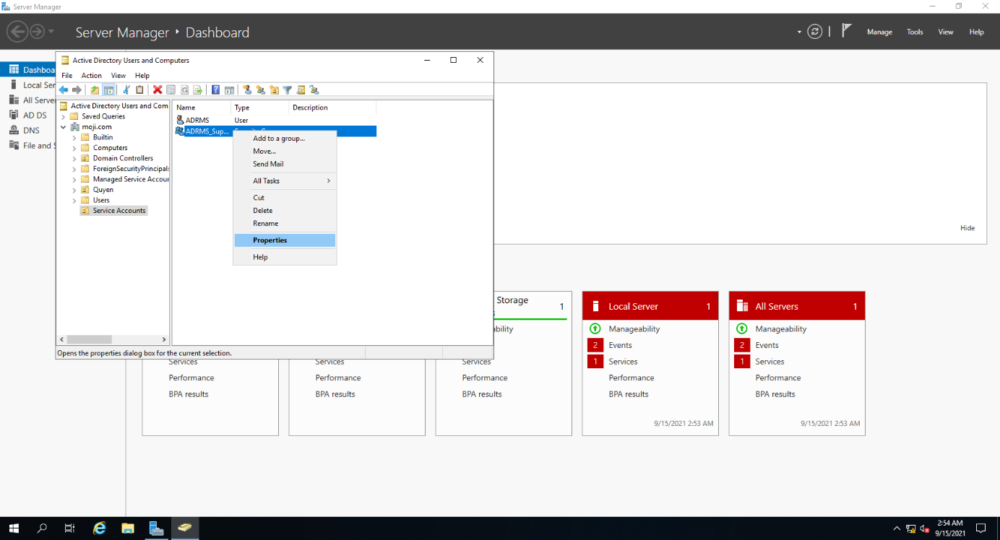 Server Manager
Server Manager • Dashboard
Manage Tools View Help
Dashboa
Local Ser
All Serve
AD DS
DNS
File and S
Active Directory Users and Computers
File Action View Help
Active Directory Users and Com
Saved Queries
moji.com
Builtin
Computers
Domain Controllers
ForeignSecurityPrincipals
Managed Service Accoun
Quyen
Users
Service Accounts
Name Type Description
ADRMS User
ADRMS_Sup...
Add to a group...
Move...
Send Mail
All Tasks
Cut
Delete
Rename
Properties
Help
Opens the properties dialog box for the current selection.
Hide
Services
Performance
BPA results
Services
Performance
BPA results
Storage 1
ability
Services
Performance
BPA results
Local Server 1
Manageability
2 Events
1 Services
Performance
BPA results
9/15/2021 2:53 AM
All Servers 1
Manageability
2 Events
1 Services
Performance
BPA results
9/15/2021 2:53 AM
2:54 AM
9/15/2021